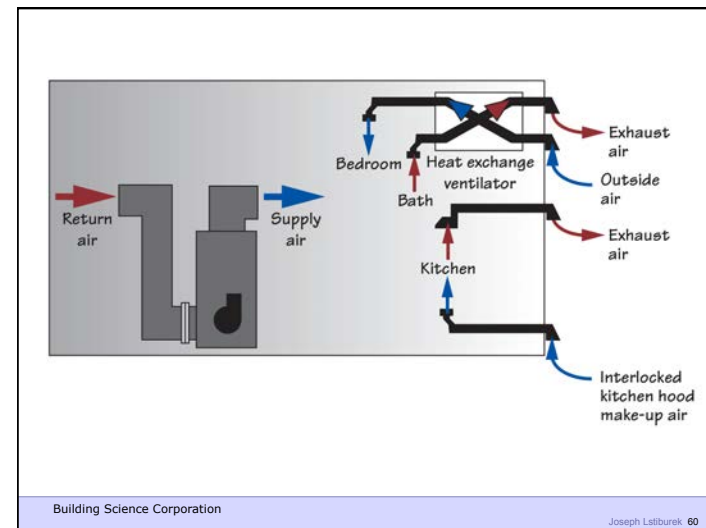 Exhaust
air
Bedroom
Heat exchange
ventilator
Outside
air
Bath
Return
air
Supply
air
Exhaust
air
Kitchen
Interlocked
kitchen hood
make-up air
Building Science Corporation
Joseph Lstiburek 60